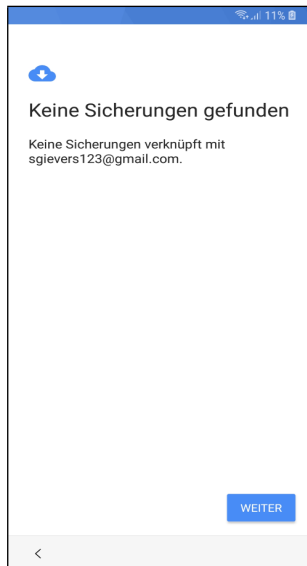 11%
Keine Sicherungen gefunden
Keine Sicherungen verknüpft mit
sgievers123@gmail.com.
WEITER